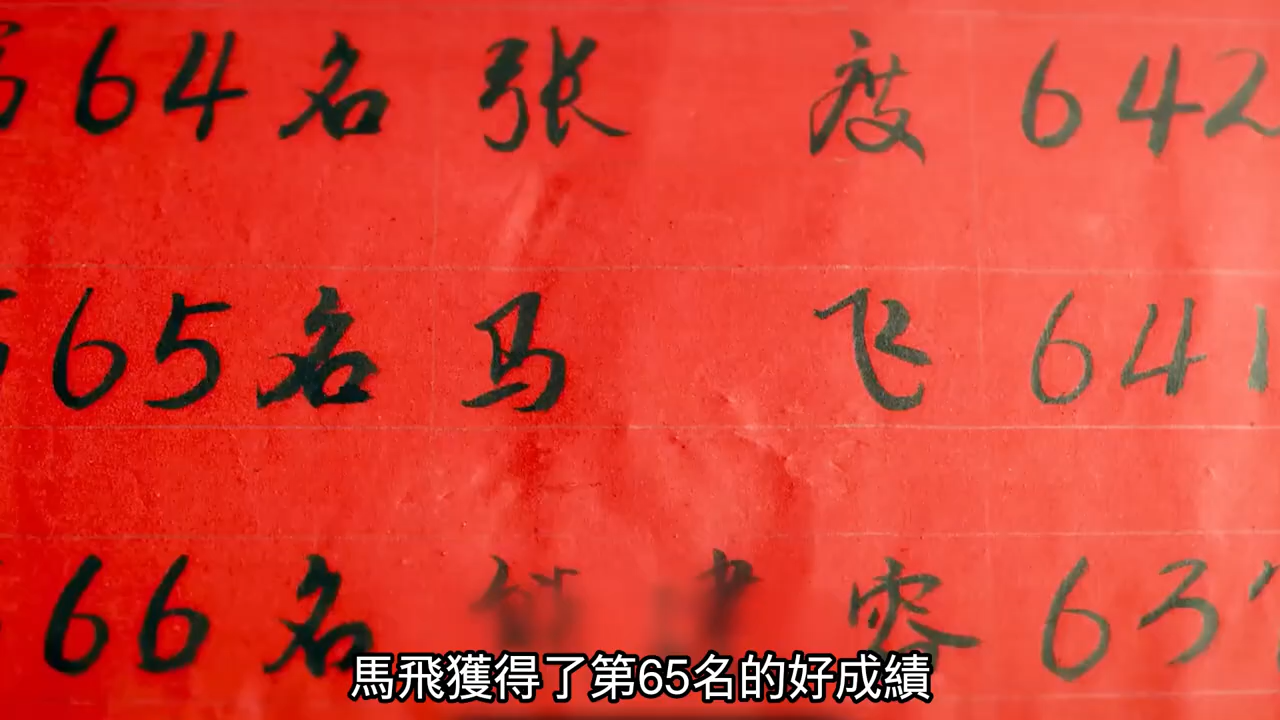 第64名 张 度 642
65名 马 飞 641
66名 容 63
馬飛獲得了第65名的好成績